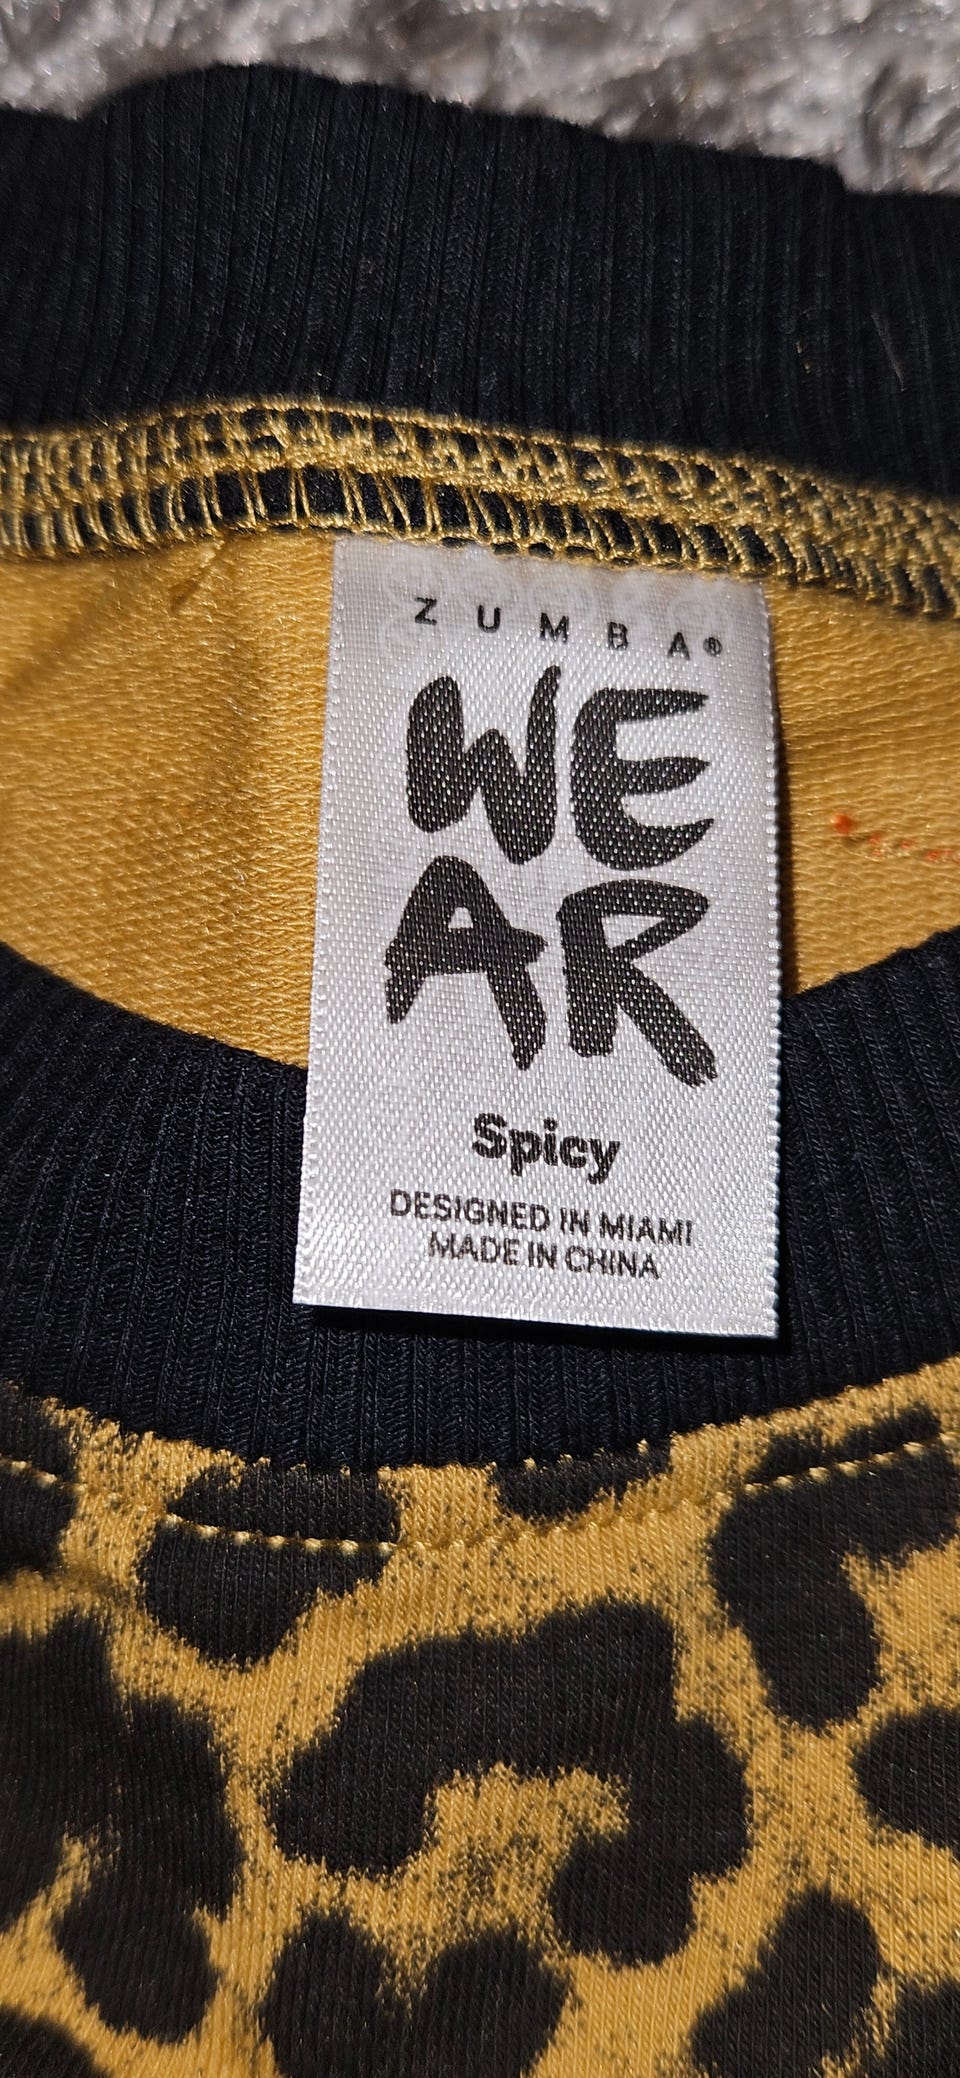 ZUMBA®
WE
AR
Spicy
DESIGNED IN MIAMI
MADE IN CHINA